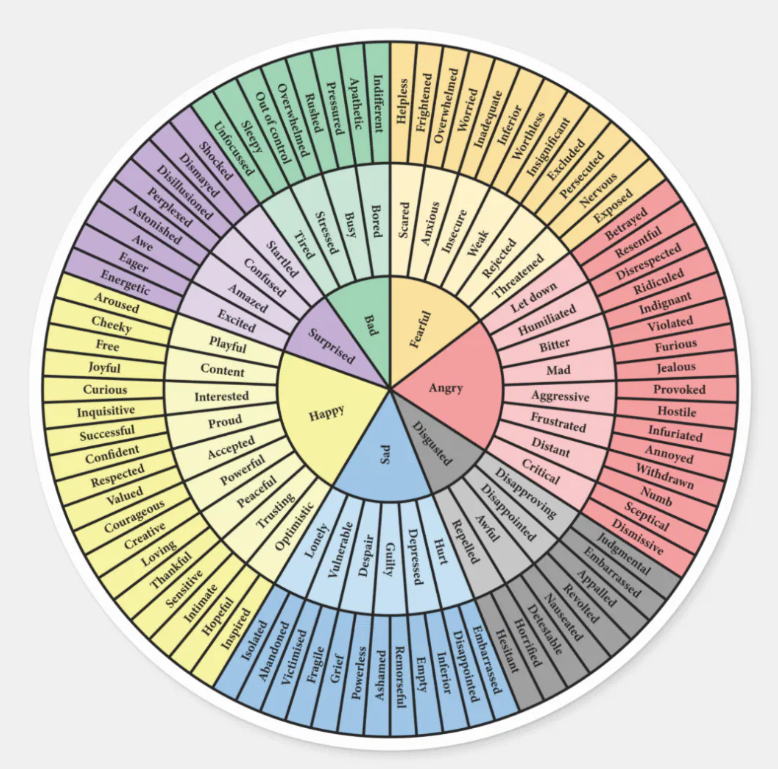 Fearful
Angry
Disgusted
Sad
Happy
Surprised
Bad
Scared
Anxious
Insecure
Weak
Rejected
Threatened
Let down
Humiliated
Bitter
Mad
Aggressive
Frustrated
Distant
Critical
Disapproving
Disappointed
Awful
Repelled
Hurt
Depressed
Guilty
Despair
Vulnerable
Lonely
Optimistic
Trusting
Peaceful
Powerful
Accepted
Proud
Interested
Content
Playful
Excited
Amazed
Confused
Startled
Tired
Stressed
Busy
Bored
Helpless
Frightened
Overwhelmed
Worried
Inadequate
Inferior
Worthless
Insignificant
Excluded
Persecuted
Nervous
Exposed
Betrayed
Resentful
Disrespected
Ridiculed
Indignant
Violated
Furious
Jealous
Provoked
Hostile
Infuriated
Annoyed
Withdrawn
Numb
Sceptical
Dismissive
Judgmental
Embarrassed
Appalled
Revolted
Nauseated
Detestable
Horrified
Hesitant
Embarrassed
Disappointed
Inferior
Empty
Remorseful
Ashamed
Powerless
Grief
Fragile
Victimised
Abandoned
Isolated
Inspired
Hopeful
Intimate
Sensitive
Thankful
Loving
Creative
Courageous
Valued
Respected
Confident
Successful
Inquisitive
Curious
Joyful
Free
Cheeky
Aroused
Energetic
Eager
Awe
Astonished
Perplexed
Disillusioned
Dismayed
Shocked
Unfocussed
Sleepy
Out of control
Overwhelmed
Rushed
Pressured
Apathetic
Indifferent